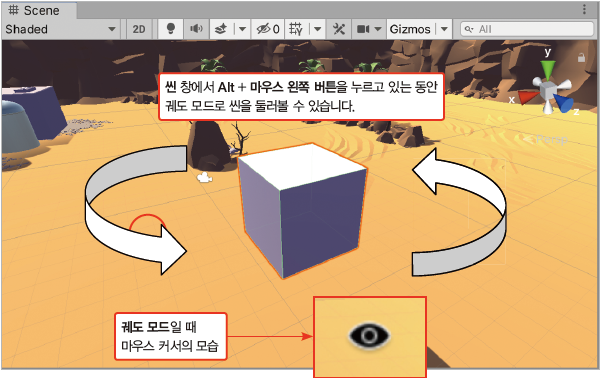 Scene
Shaded 2D 0 Gizmos All
씬 창에서 Alt + 마우스 왼쪽 버튼을 누르고 있는 동안
궤도 모드로 씬을 둘러볼 수 있습니다.
y
x
z
궤도 모드일 때
마우스 커서의 모습